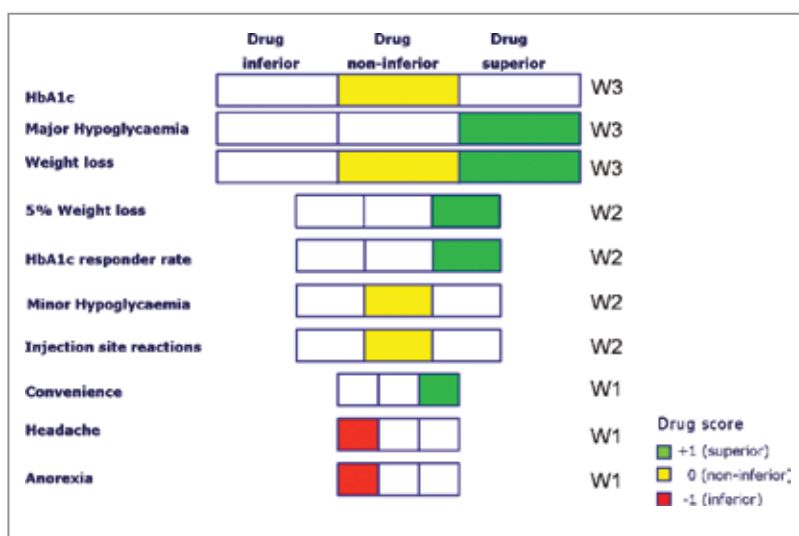 Drug inferior
Drug non-inferior
Drug superior
HbA1c W3
Major Hypoglycaemia W3
Weight loss W3
5% Weight loss W2
HbA1c responder rate W2
Minor Hypoglycaemia W2
Injection site reactions W2
Convenience W1
Headache W1
Anorexia W1
Drug score
+1 (superior)
0 (non-inferior)
-1 (inferior)